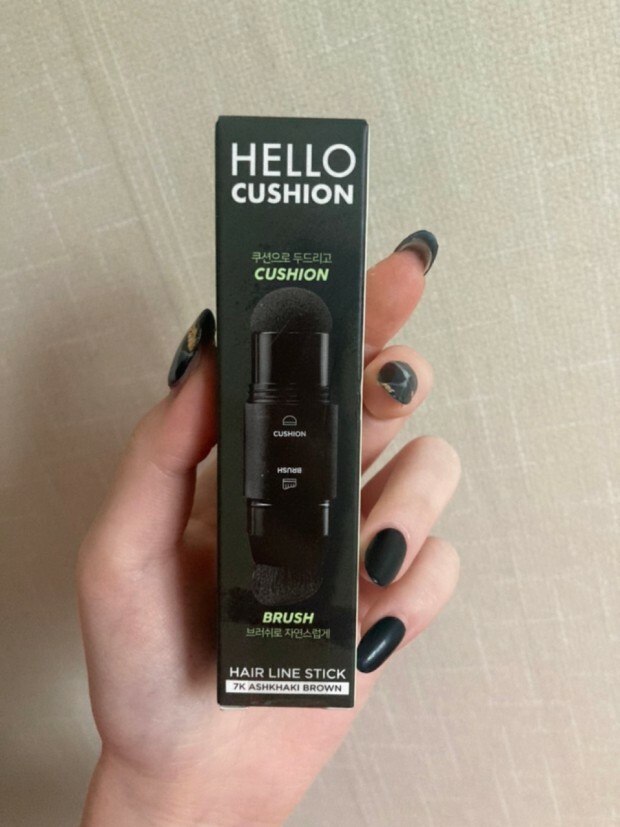 HELLO
CUSHION
쿠션으로 두드리고
CUSHION
CUSHION
BRUSH
BRUSH
브러쉬로 자연스럽게
HAIR LINE STICK
7K ASHKHAKI BROWN